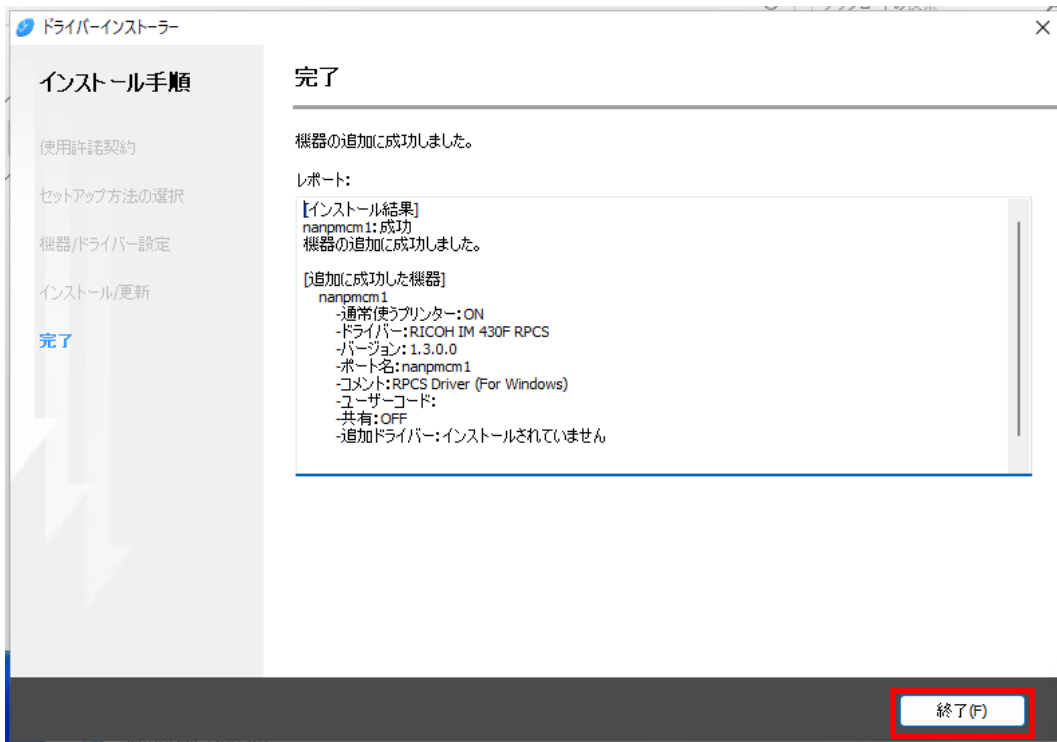 ドライバーインストーラー
インストール手順
使用許諾契約
セットアップ方法の選択
機器/ドライバー設定
インストール/更新
完了
完了
機器の追加に成功しました。
レポート:
[インストール結果]
nanpmcm1: 成功
機器の追加に成功しました。
[追加に成功した機器]
nanpmcm1
-通常使うプリンター: ON
-ドライバー: RICOH IM 430F RPCS
-バージョン: 1.3.0.0
-ポート名: nanpmcm1
-コメント: RPCS Driver (For Windows)
-ユーザーコード:
-共有: OFF
-追加ドライバー: インストールされていません
終了(F)